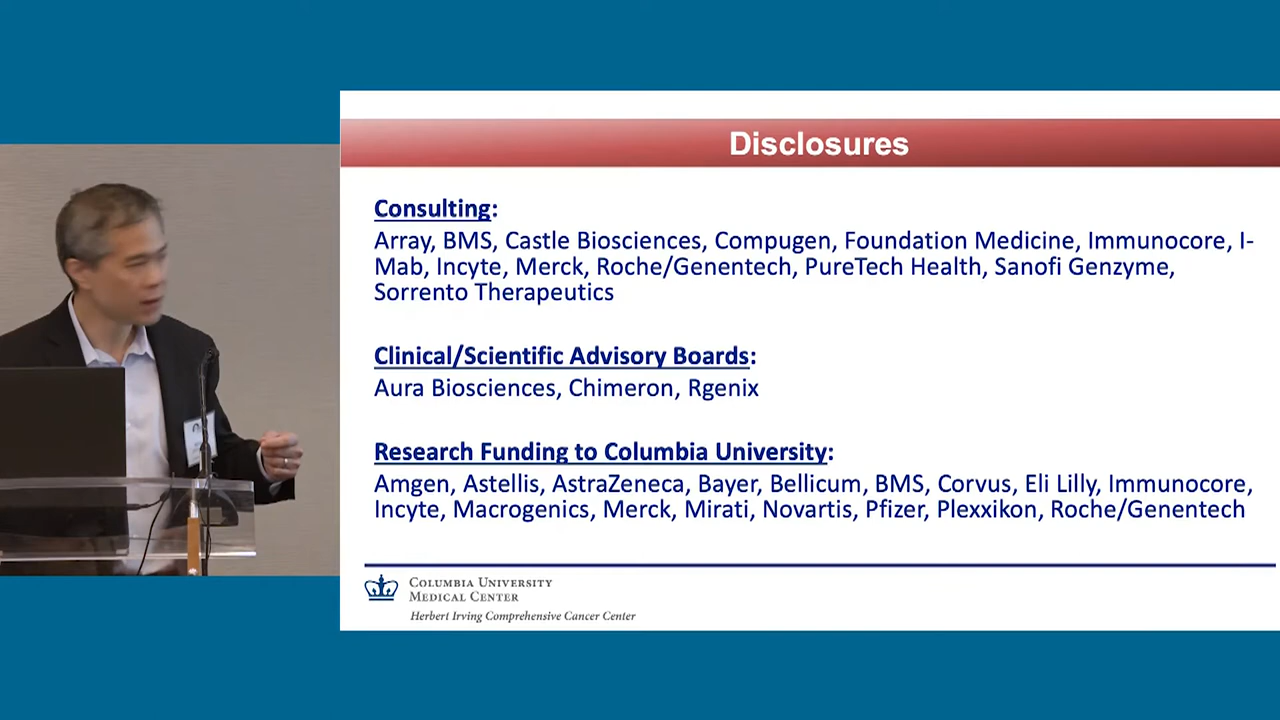 Disclosures
Consulting:
Array, BMS, Castle Biosciences, Compugen, Foundation Medicine, Immunocore, I-
Mab, Incyte, Merck, Roche/Genentech, PureTech Health, Sanofi Genzyme,
Sorrento Therapeutics
Clinical/Scientific Advisory Boards:
Aura Biosciences, Chimeron, Rgenix
Research Funding to Columbia University:
Amgen, Astellis, AstraZeneca, Bayer, Bellicum, BMS, Corvus, Eli Lilly, Immunocore,
Incyte, Macrogenics, Merck, Mirati, Novartis, Pfizer, Plexxikon, Roche/Genentech
COLUMBIA UNIVERSITY
MEDICAL CENTER
Herbert Irving Comprehensive Cancer Center